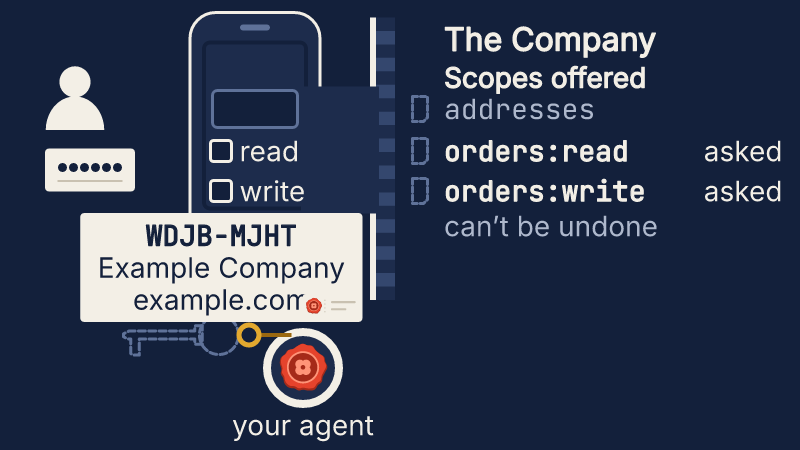 The Company
Scopes offered
addresses
orders:read asked
orders:write asked
can't be undone
read
write
WDJB-MJHT
Example Company
example.com
your agent